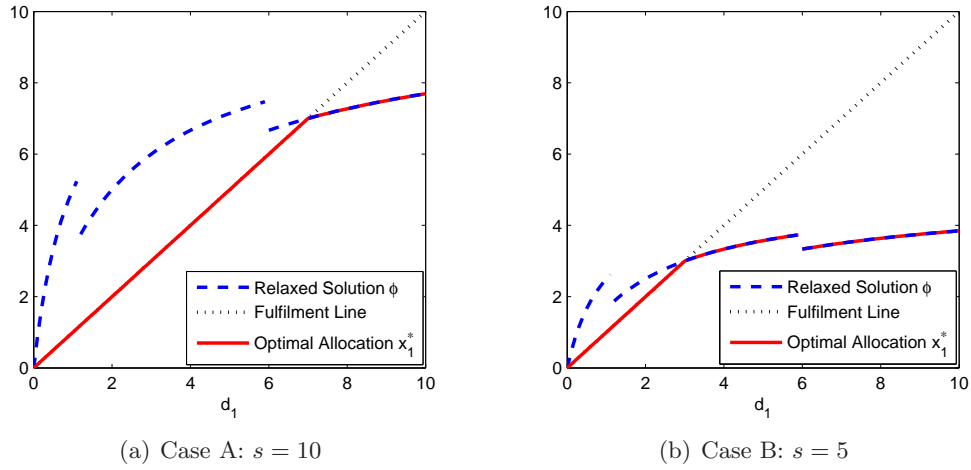 10
8
6
4
2
0
0 2 4 6 8 10
d₁
Relaxed Solution ϕ
Fulfilment Line
Optimal Allocation x₁*
(a) Case A: s = 10
10
8
6
4
2
0
0 2 4 6 8 10
d₁
Relaxed Solution ϕ
Fulfilment Line
Optimal Allocation x₁*
(b) Case B: s = 5